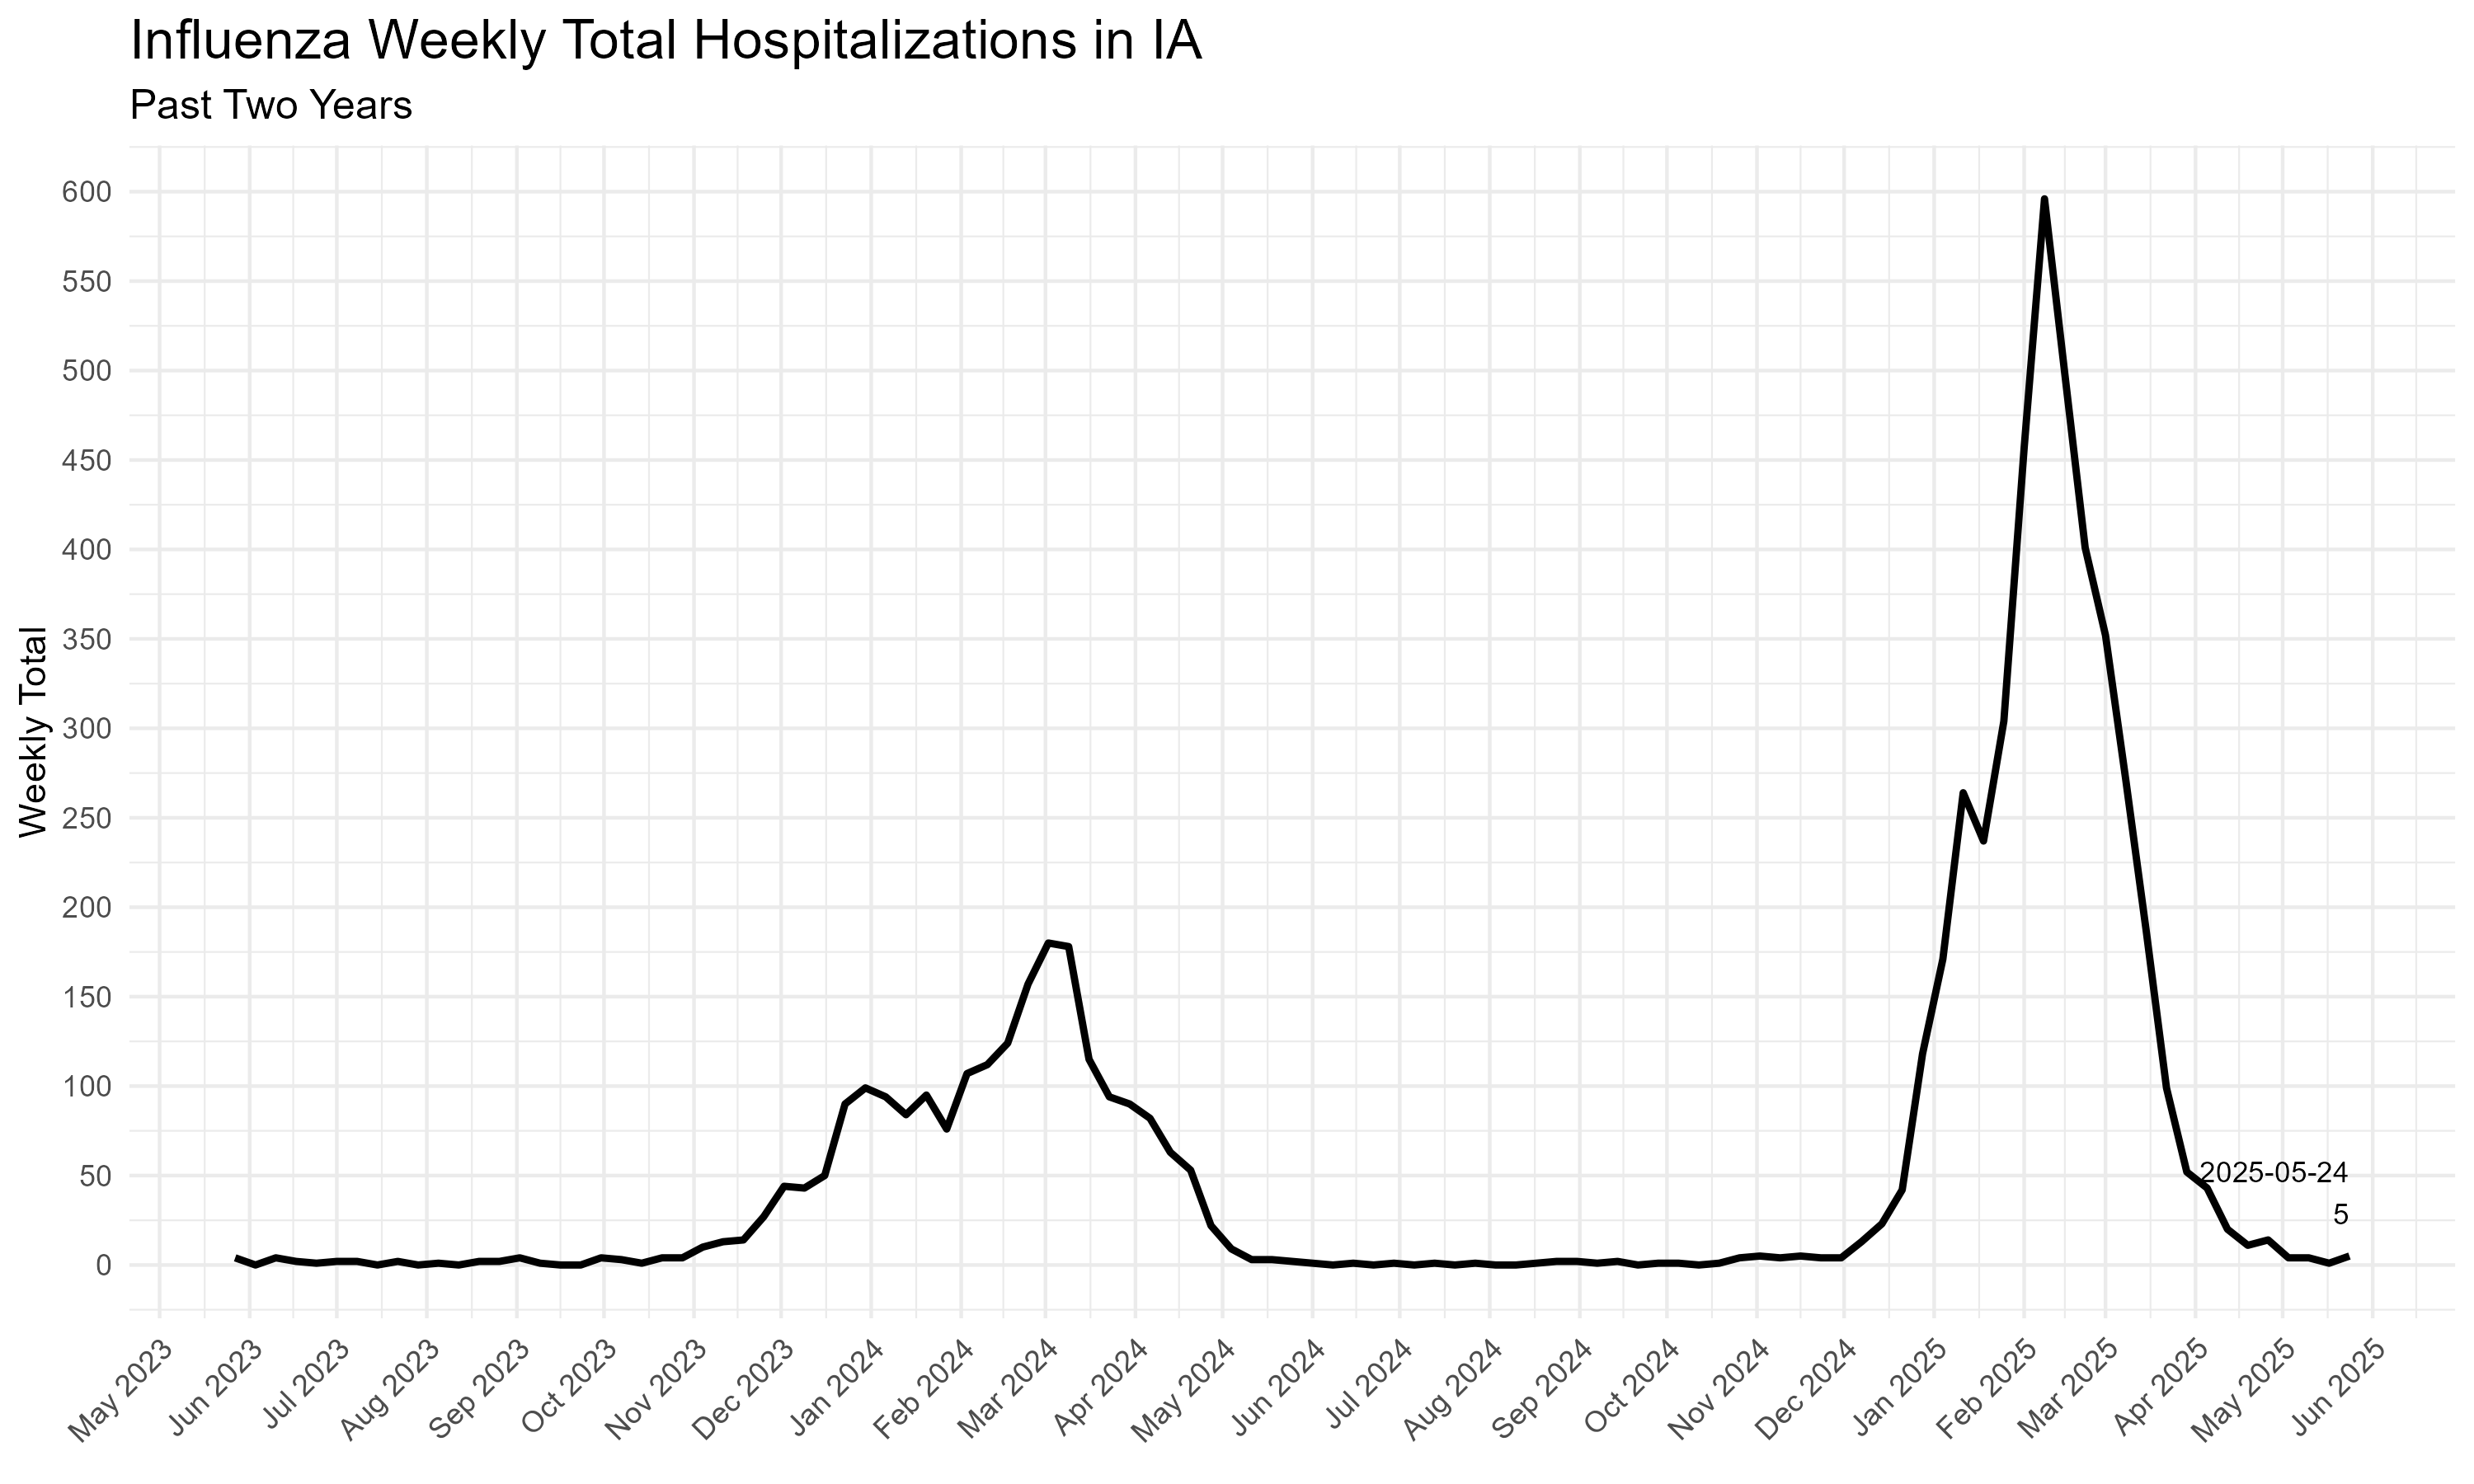 Influenza Weekly Total Hospitalizations in IA
Past Two Years
Weekly Total
600
550
500
450
400
350
300
250
200
150
100
50
0
2025-05-24
5
May 2023
Jun 2023
Jul 2023
Aug 2023
Sep 2023
Oct 2023
Nov 2023
Dec 2023
Jan 2024
Feb 2024
Mar 2024
Apr 2024
May 2024
Jun 2024
Jul 2024
Aug 2024
Sep 2024
Oct 2024
Nov 2024
Dec 2024
Jan 2025
Feb 2025
Mar 2025
Apr 2025
May 2025
Jun 2025